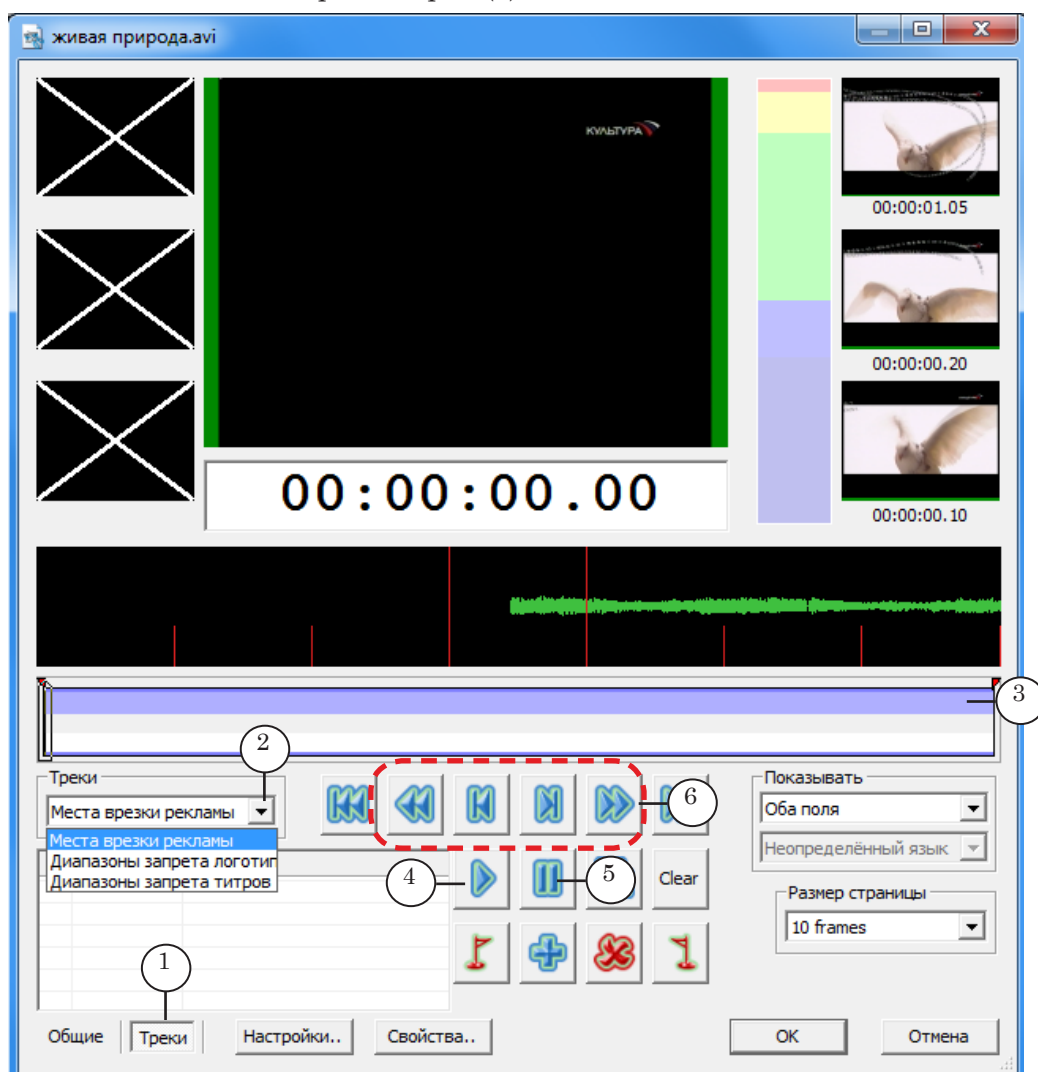 живая природа.avi
КУЛЬТУРА
00:00:01.05
00:00:00.20
00:00:00.10
00:00:00.00
3
2
Треки
Места врезки рекламы
Места врезки рекламы
Диапазоны запрета логотип
Диапазоны запрета титров
6
Показывать
Оба поля
Неопределённый язык
4
5
Clear
Размер страницы
10 frames
1
Общие
Треки
Настройки..
Свойства..
OK
Отмена